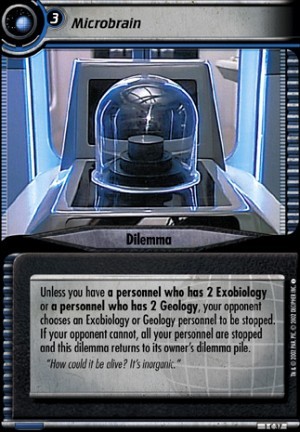 3
Microbrain
Dilemma
Unless you have a personnel who has 2 Exobiology
or a personnel who has 2 Geology, your opponent
chooses an Exobiology or Geology personnel to be stopped.
If your opponent cannot, all your personnel are stopped
and this dilemma returns to its owner's dilemma pile.
"How could it be alive? It's inorganic."
1 C 37